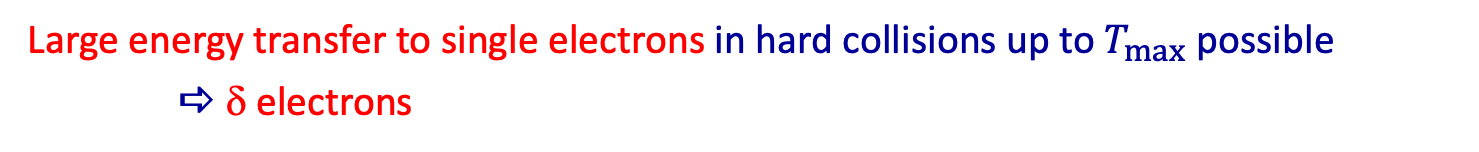 Large energy transfer to single electrons in hard collisions up to Tmax possible
⇨ δ electrons